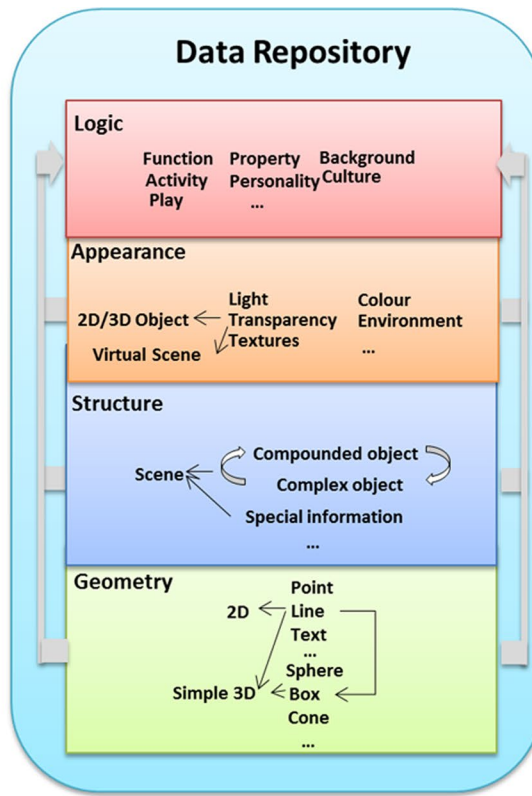 Data Repository
Logic
Function Property Background
Activity Personality Culture
Play ...
Appearance
Light Colour
2D/3D Object Transparency Environment
Virtual Scene Textures ...
Structure
Compounded object
Scene
Complex object
Special information
...
Geometry
Point
2D Line
Text
...
Sphere
Simple 3D Box
Cone
...